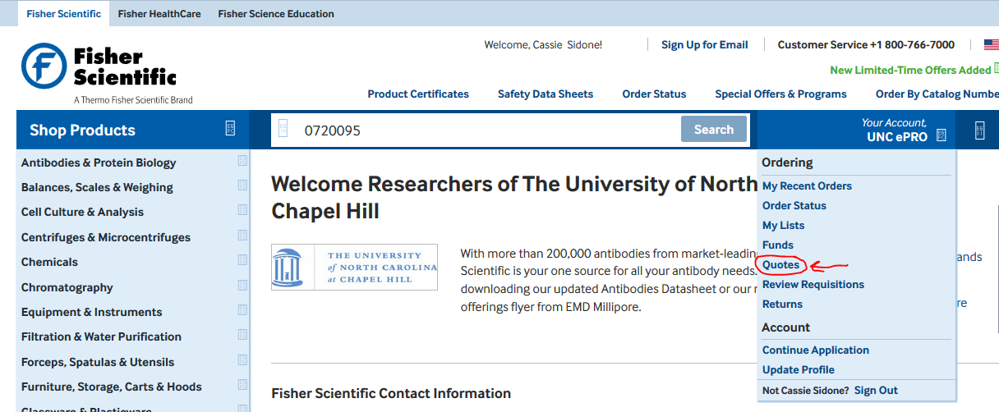 Fisher Scientific
Fisher HealthCare
Fisher Science Education
Fisher
Scientific
A Thermo Fisher Scientific Brand
Welcome, Cassie Sidone!
Sign Up for Email
Customer Service +1 800-766-7000
New Limited-Time Offers Added
Product Certificates
Safety Data Sheets
Order Status
Special Offers & Programs
Order By Catalog Numbe
Shop Products
0720095
Search
Your Account,
UNC ePRO
Antibodies & Protein Biology
Balances, Scales & Weighing
Cell Culture & Analysis
Centrifuges & Microcentrifuges
Chemicals
Chromatography
Equipment & Instruments
Filtration & Water Purification
Forceps, Spatulas & Utensils
Furniture, Storage, Carts & Hoods
Glassware & Plasticware
Welcome Researchers of The University of North
Chapel Hill
THE UNIVERSITY
of NORTH CAROLINA
at CHAPEL HILL
With more than 200,000 antibodies from market-leadin
Scientific is your one source for all your antibody needs.
downloading our updated Antibodies Datasheet or our
offerings flyer from EMD Millipore.
ands
re
Fisher Scientific Contact Information
Ordering
My Recent Orders
Order Status
My Lists
Funds
Quotes
Review Requisitions
Returns
Account
Continue Application
Update Profile
Not Cassie Sidone? Sign Out